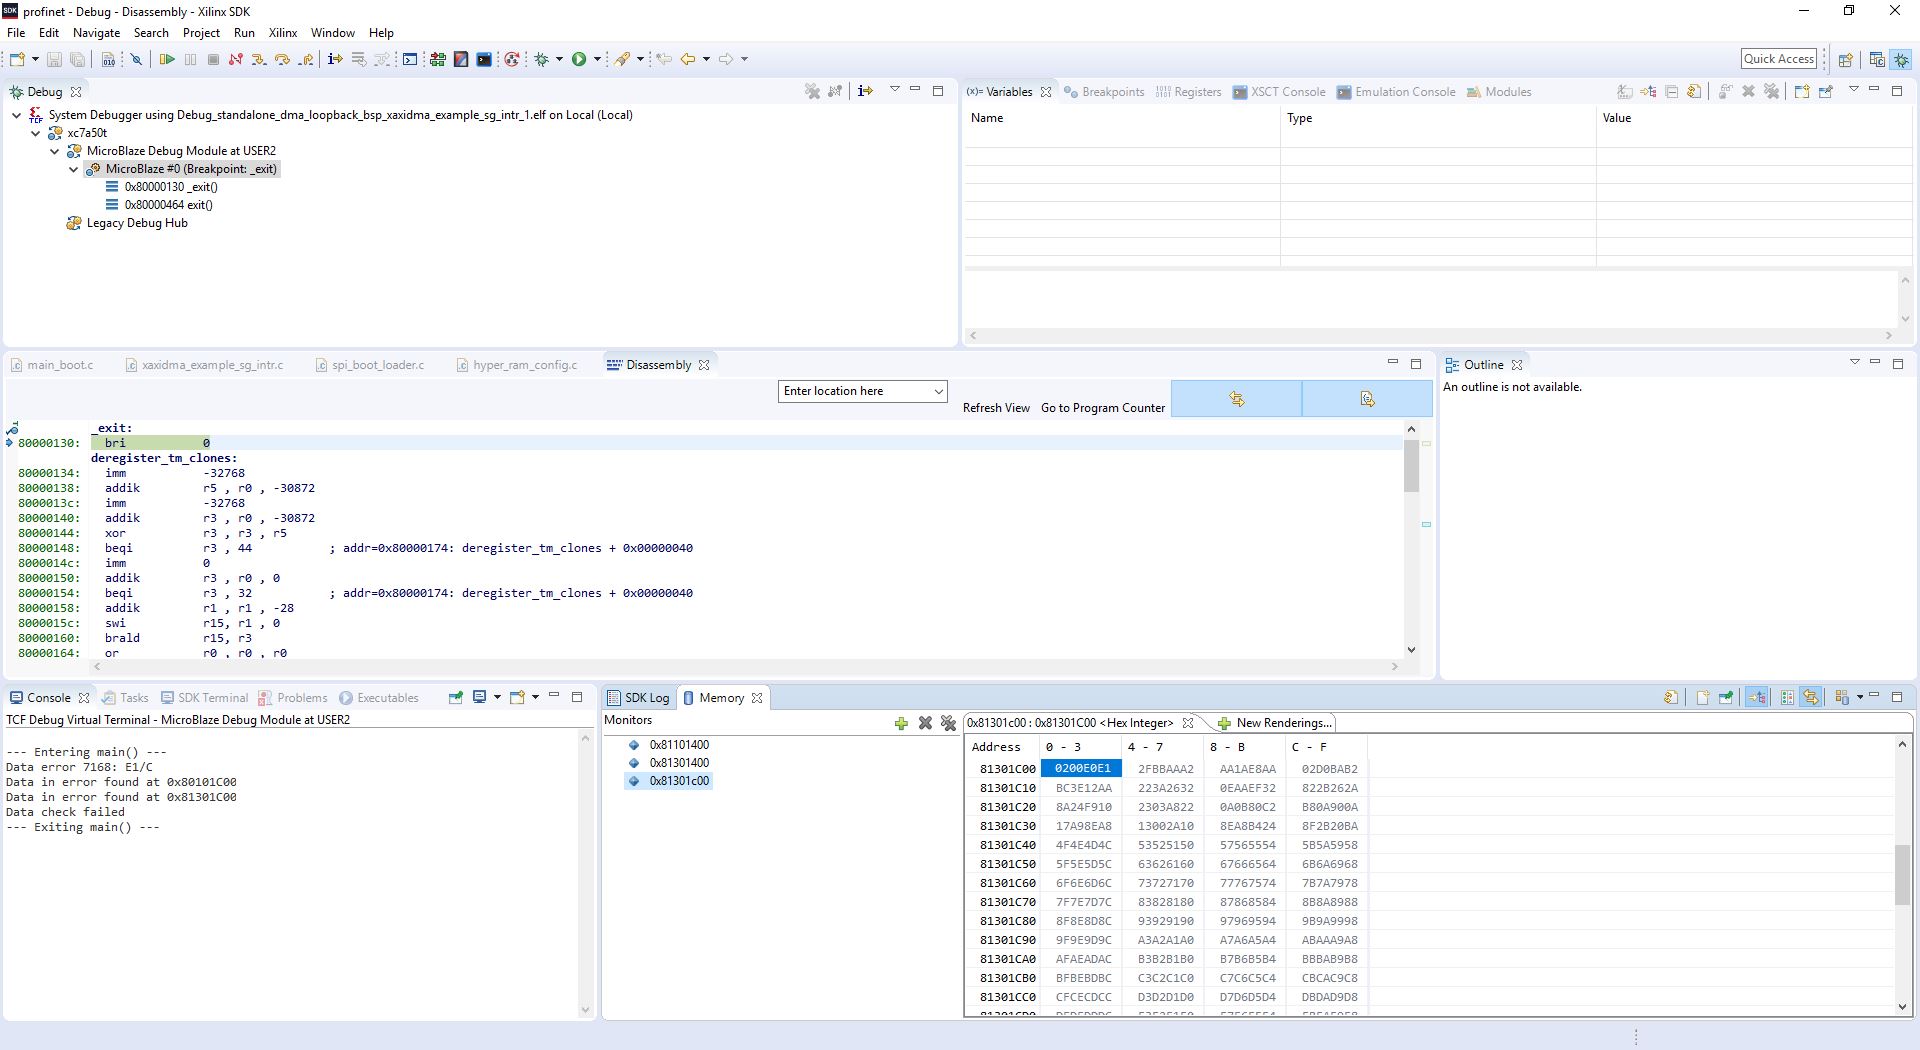 profinet - Debug - Disassembly - Xilinx SDK
File Edit Navigate Search Project Run Xilinx Window Help
Quick Access
Debug
System Debugger using Debug_standalone_dma_loopback_bsp_xaxidma_example_sg_intr_1.elf on Local (Local)
xc7a50t
MicroBlaze Debug Module at USER2
MicroBlaze #0 (Breakpoint: _exit)
0x80000130 _exit()
0x80000464 exit()
Legacy Debug Hub
(x)= Variables Breakpoints Registers XSCT Console Emulation Console Modules
Name Type Value
main_boot.c xaxidma_example_sg_intr.c spi_boot_loader.c hyper_ram_config.c Disassembly
Enter location here Refresh View Go to Program Counter
_exit:
80000130: bri 0
deregister_tm_clones:
80000134: imm -32768
80000138: addik r5 , r0 , -30872
8000013c: imm -32768
80000140: addik r3 , r0 , -30872
80000144: xor r3 , r3 , r5
80000148: beqi r3 , 44 ; addr=0x80000174: deregister_tm_clones + 0x00000040
8000014c: imm 0
80000150: addik r3 , r0 , 0
80000154: beqi r3 , 32 ; addr=0x80000174: deregister_tm_clones + 0x00000040
80000158: addik r1 , r1 , -28
8000015c: swi r15, r1 , 0
80000160: brald r15, r3
80000164: or r0 , r0 , r0
Outline
An outline is not available.
Console Tasks SDK Terminal Problems Executables
TCF Debug Virtual Terminal - MicroBlaze Debug Module at USER2
--- Entering main() ---
Data error 7168: E1/C
Data in error found at 0x80101C00
Data in error found at 0x81301C00
Data check failed
--- Exiting main() ---
SDK Log Memory
Monitors
0x81101400
0x81301400
0x81301c00
0x81301c00 : 0x81301C00 <Hex Integer> New Renderings...
Address 0 - 3 4 - 7 8 - B C - F
81301C00 0200E0E1 2FBBAAA2 AA1AE8AA 02D0BAB2
81301C10 BC3E12AA 223A2632 0EAAEF32 822B262A
81301C20 8A24F910 2303A822 0A0B80C2 B80A900A
81301C30 17A98EA8 13002A10 8EA8B424 8F2B20BA
81301C40 4F4E4D4C 53525150 57565554 5B5A5958
81301C50 5F5E5D5C 63626160 67666564 6B6A6968
81301C60 6F6E6D6C 73727170 77767574 7B7A7978
81301C70 7F7E7D7C 83828180 87868584 8B8A8988
81301C80 8F8E8D8C 93929190 97969594 9B9A9998
81301C90 9F9E9D9C A3A2A1A0 A7A6A5A4 ABAAA9A8
81301CA0 AFAEADAC B3B2B1B0 B7B6B5B4 BBBAB9B8
81301CB0 BFBEBDBC C3C2C1C0 C7C6C5C4 CBCAC9C8
81301CC0 CFCECDCC D3D2D1D0 D7D6D5D4 DBDAD9D8